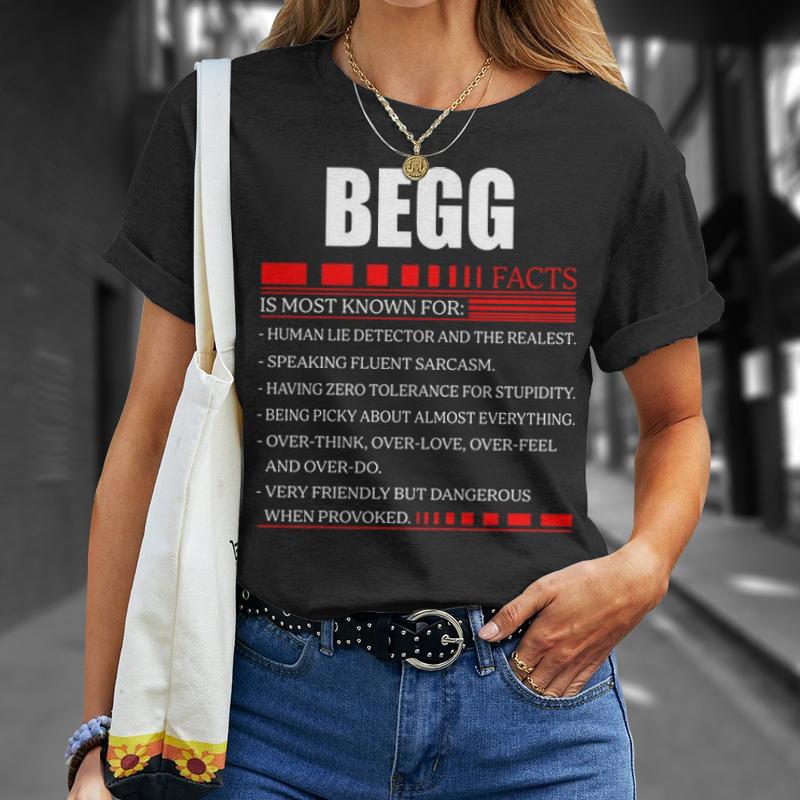 BEGG
FACTS
IS MOST KNOWN FOR:
- HUMAN LIE DETECTOR AND THE REALEST.
- SPEAKING FLUENT SARCASM.
- HAVING ZERO TOLERANCE FOR STUPIDITY.
- BEING PICKY ABOUT ALMOST EVERYTHING.
- OVER-THINK, OVER-LOVE, OVER-FEEL
AND OVER-DO.
- VERY FRIENDLY BUT DANGEROUS
WHEN PROVOKED.